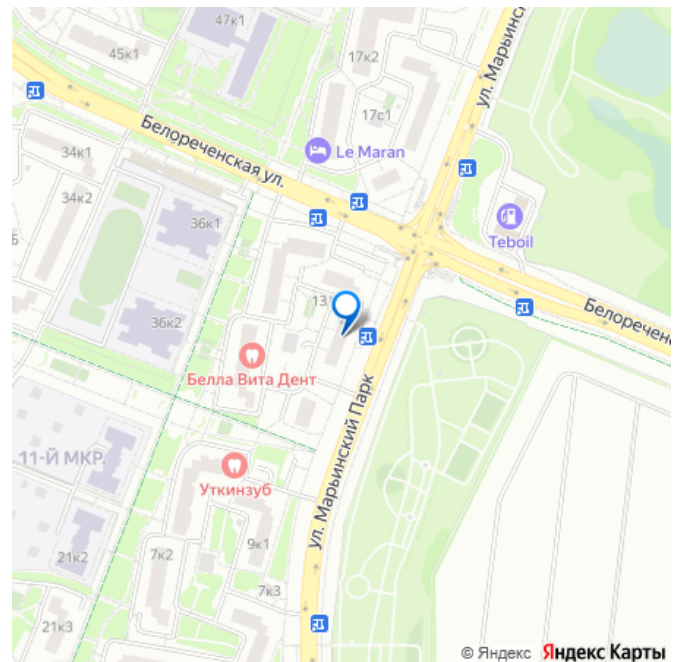 45к1
47к1
17к2
ул. Марьинс
17с1
Белореченская ул.
Le Maran
34к1
34к2
36к1
Teboil
Б
13
36к2
Белореченс
Белла Вита Дент
ул. Марьинский Парк
11-Й МКР.
Уткинзуб
9к1
7к2
21к2
7к3
21к3
© Яндекс Яндекс Карты